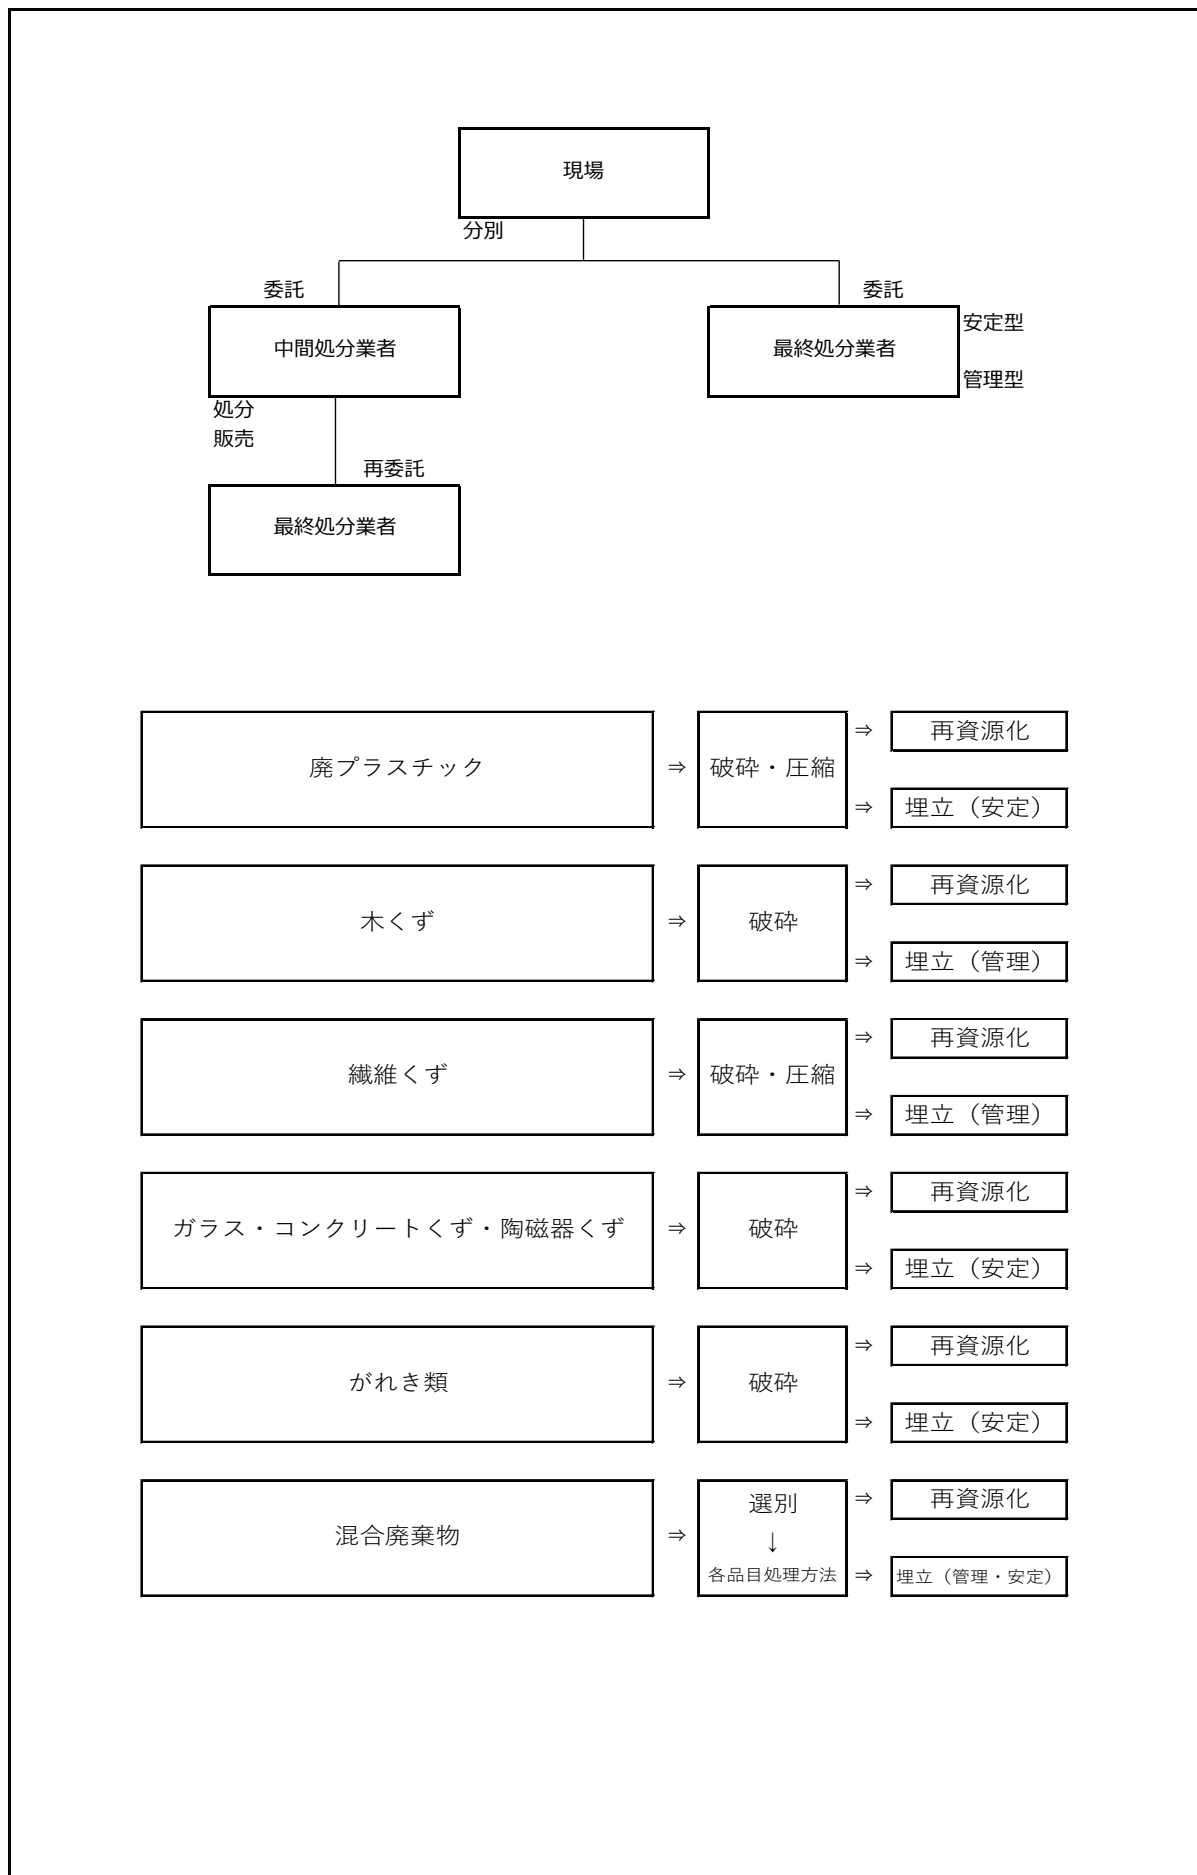 現場
分別
委託
委託
中間処分業者
最終処分業者
安定型
管理型
処分
販売
再委託
最終処分業者
廃プラスチック
⇒
破砕・圧縮
⇒
再資源化
⇒
埋立（安定）
木くず
⇒
破砕
⇒
再資源化
⇒
埋立（管理）
繊維くず
⇒
破砕・圧縮
⇒
再資源化
⇒
埋立（管理）
ガラス・コンクリートくず・陶磁器くず
⇒
破砕
⇒
再資源化
⇒
埋立（安定）
がれき類
⇒
破砕
⇒
再資源化
⇒
埋立（安定）
混合廃棄物
⇒
選別
↓
各品目処理方法
⇒
再資源化
⇒
埋立（管理・安定）